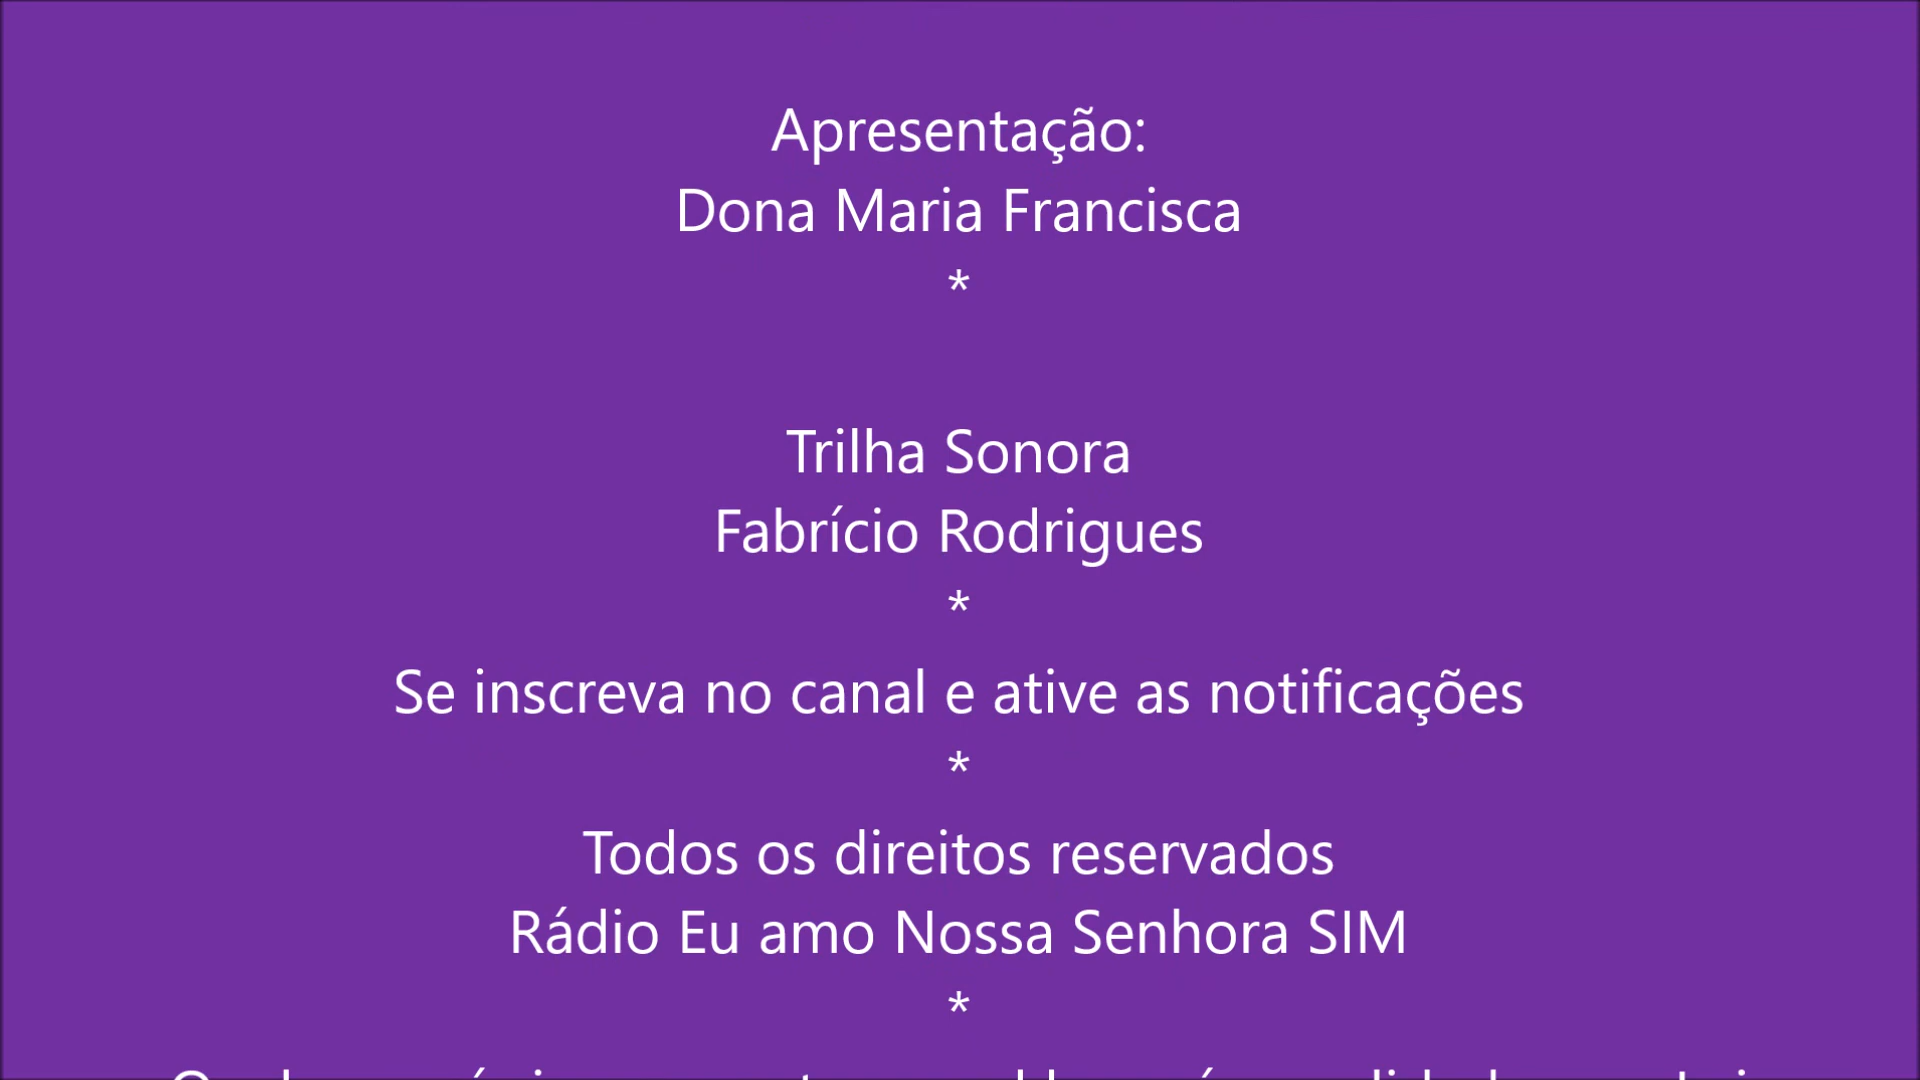 Apresentação:
Dona Maria Francisca
*
Trilha Sonora
Fabrício Rodrigues
*
Se inscreva no canal e ative as notificações
*
Todos os direitos reservados
Rádio Eu amo Nossa Senhora SIM
*